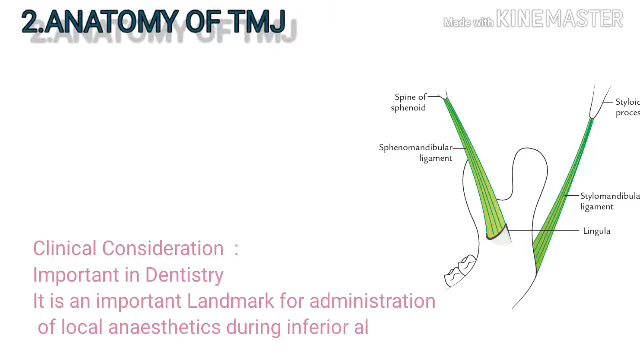 2.ANATOMY OF TMJ
Made with KINEMASTER
Spine of
sphenoid
Styloid
proces
Sphenomandibular
ligament
Stylomandibula
ligament
Lingula
Clinical Consideration :
Important in Dentistry
It is an important Landmark for administration
of local anaesthetics during inferior al